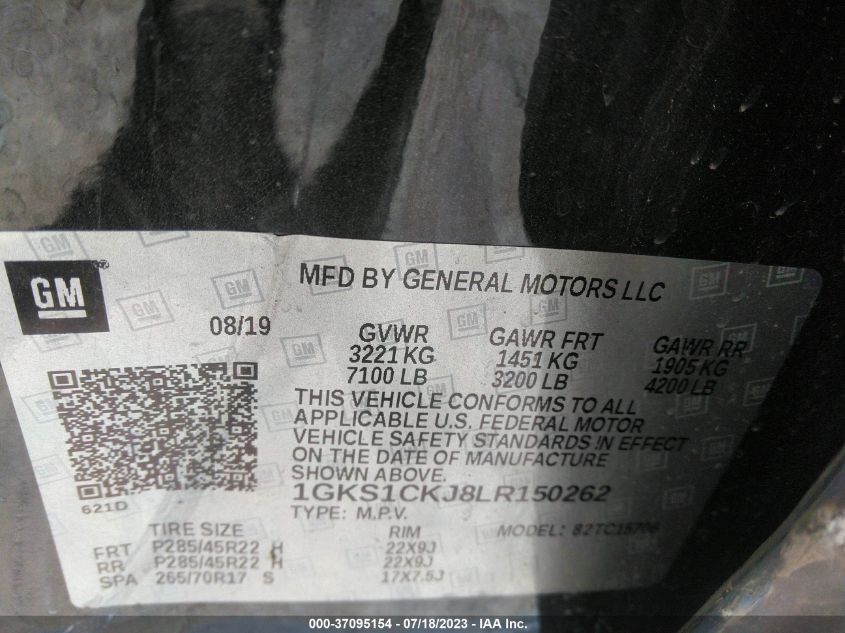 GM
MFD BY GENERAL MOTORS LLC
08/19
GVWR GAWR FRT GAWR RR
3221 KG 1451 KG 1905 KG
7100 LB 3200 LB 4200 LB
THIS VEHICLE CONFORMS TO ALL
APPLICABLE U.S. FEDERAL MOTOR
VEHICLE SAFETY STANDARDS IN EFFECT
ON THE DATE OF MANUFACTURE
SHOWN ABOVE.
1GKS1CKJ8LR150262
621D
TYPE: M.P.V. MODEL: 82TC15706
TIRE SIZE RIM
FRT P285/45R22 H 22X9J
RR P285/45R22 H 22X9J
SPA 265/70R17 S 17X7.5J
000-37095154 - 07/18/2023 - IAA Inc.